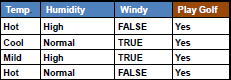 Temp Humidity Windy Play Golf
Hot High FALSE Yes
Cool Normal TRUE Yes
Mild High TRUE Yes
Hot Normal FALSE Yes